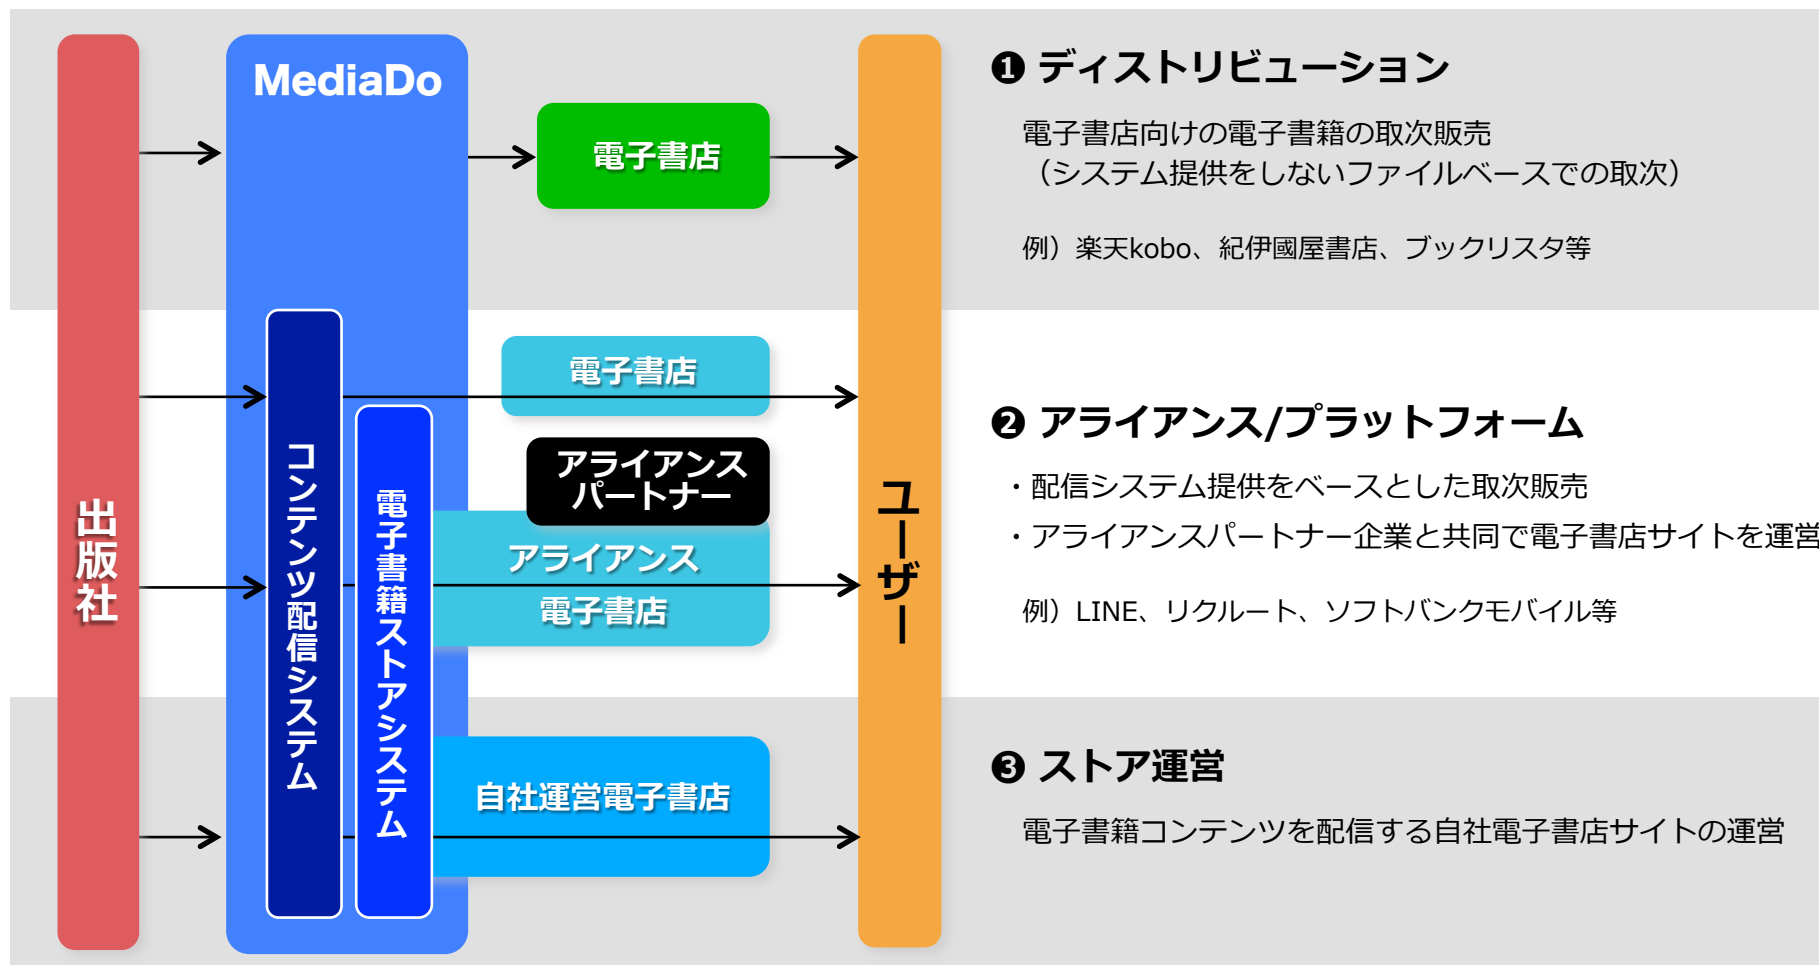 出版社
MediaDo
コンテンツ配信システム
電子書籍ストアシステム
電子書店
電子書店
アライアンス
パートナー
アライアンス
電子書店
自社運営電子書店
ユーザー
❶ ディストリビューション
電子書店向けの電子書籍の取次販売
（システム提供をしないファイルベースでの取次）
例）楽天kobo、紀伊國屋書店、ブックリスタ等
❷ アライアンス/プラットフォーム
・配信システム提供をベースとした取次販売
・アライアンスパートナー企業と共同で電子書店サイトを運営
例）LINE、リクルート、ソフトバンクモバイル等
❸ ストア運営
電子書籍コンテンツを配信する自社電子書店サイトの運営